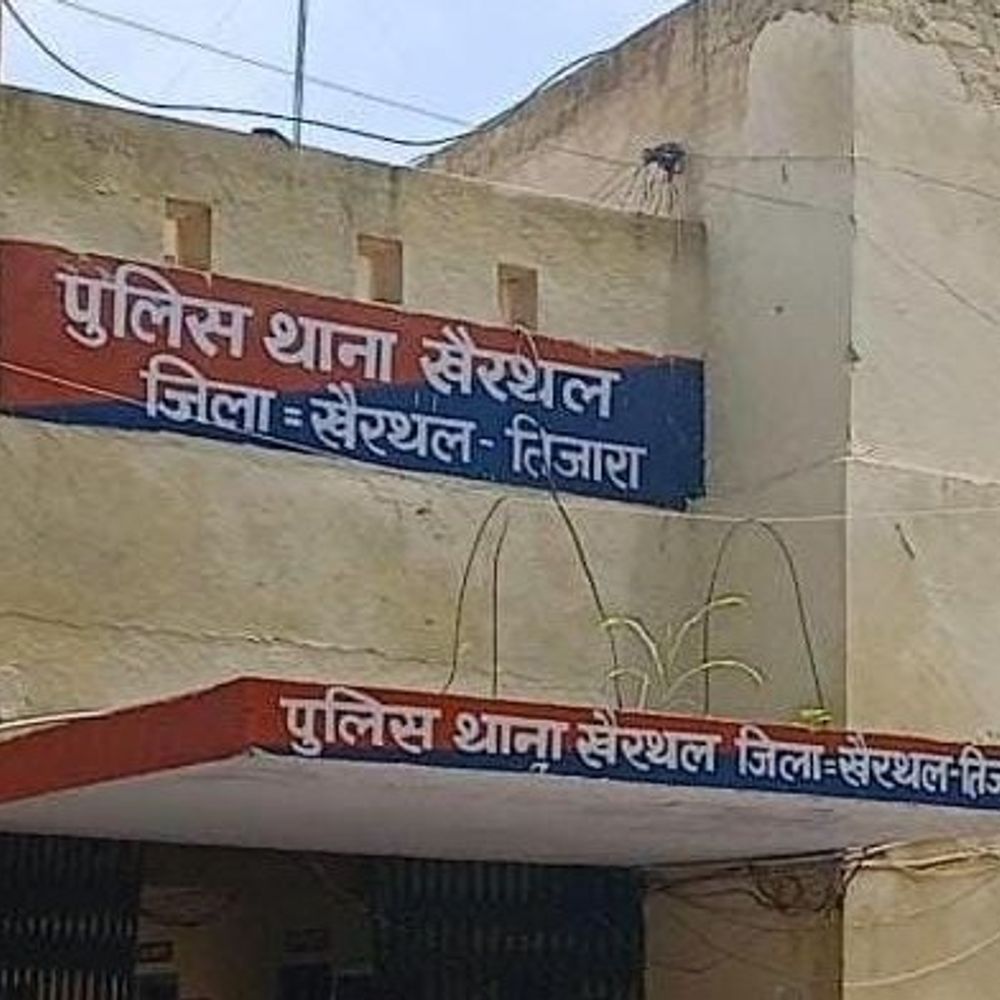 पुलिस थाना खैरथल
जिला = खैरथल - तिजारा
पुलिस थाना खैरथल जिला=खैरथल-